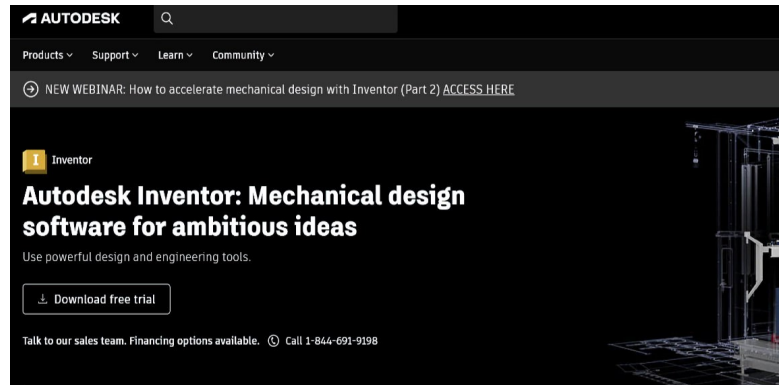 AUTODESK
Products Support Learn Community
NEW WEBINAR: How to accelerate mechanical design with Inventor (Part 2) ACCESS HERE
I Inventor
Autodesk Inventor: Mechanical design
software for ambitious ideas
Use powerful design and engineering tools.
Download free trial
Talk to our sales team. Financing options available. Call 1-844-691-9198